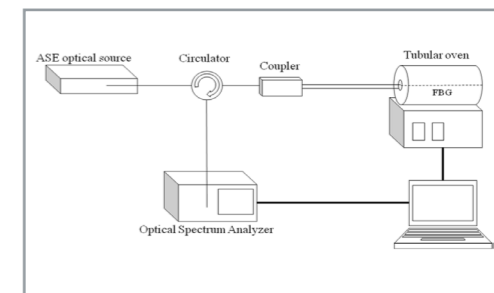 ASE optical source
Circulator
Coupler
Tubular oven
FBG
Optical Spectrum Analyzer